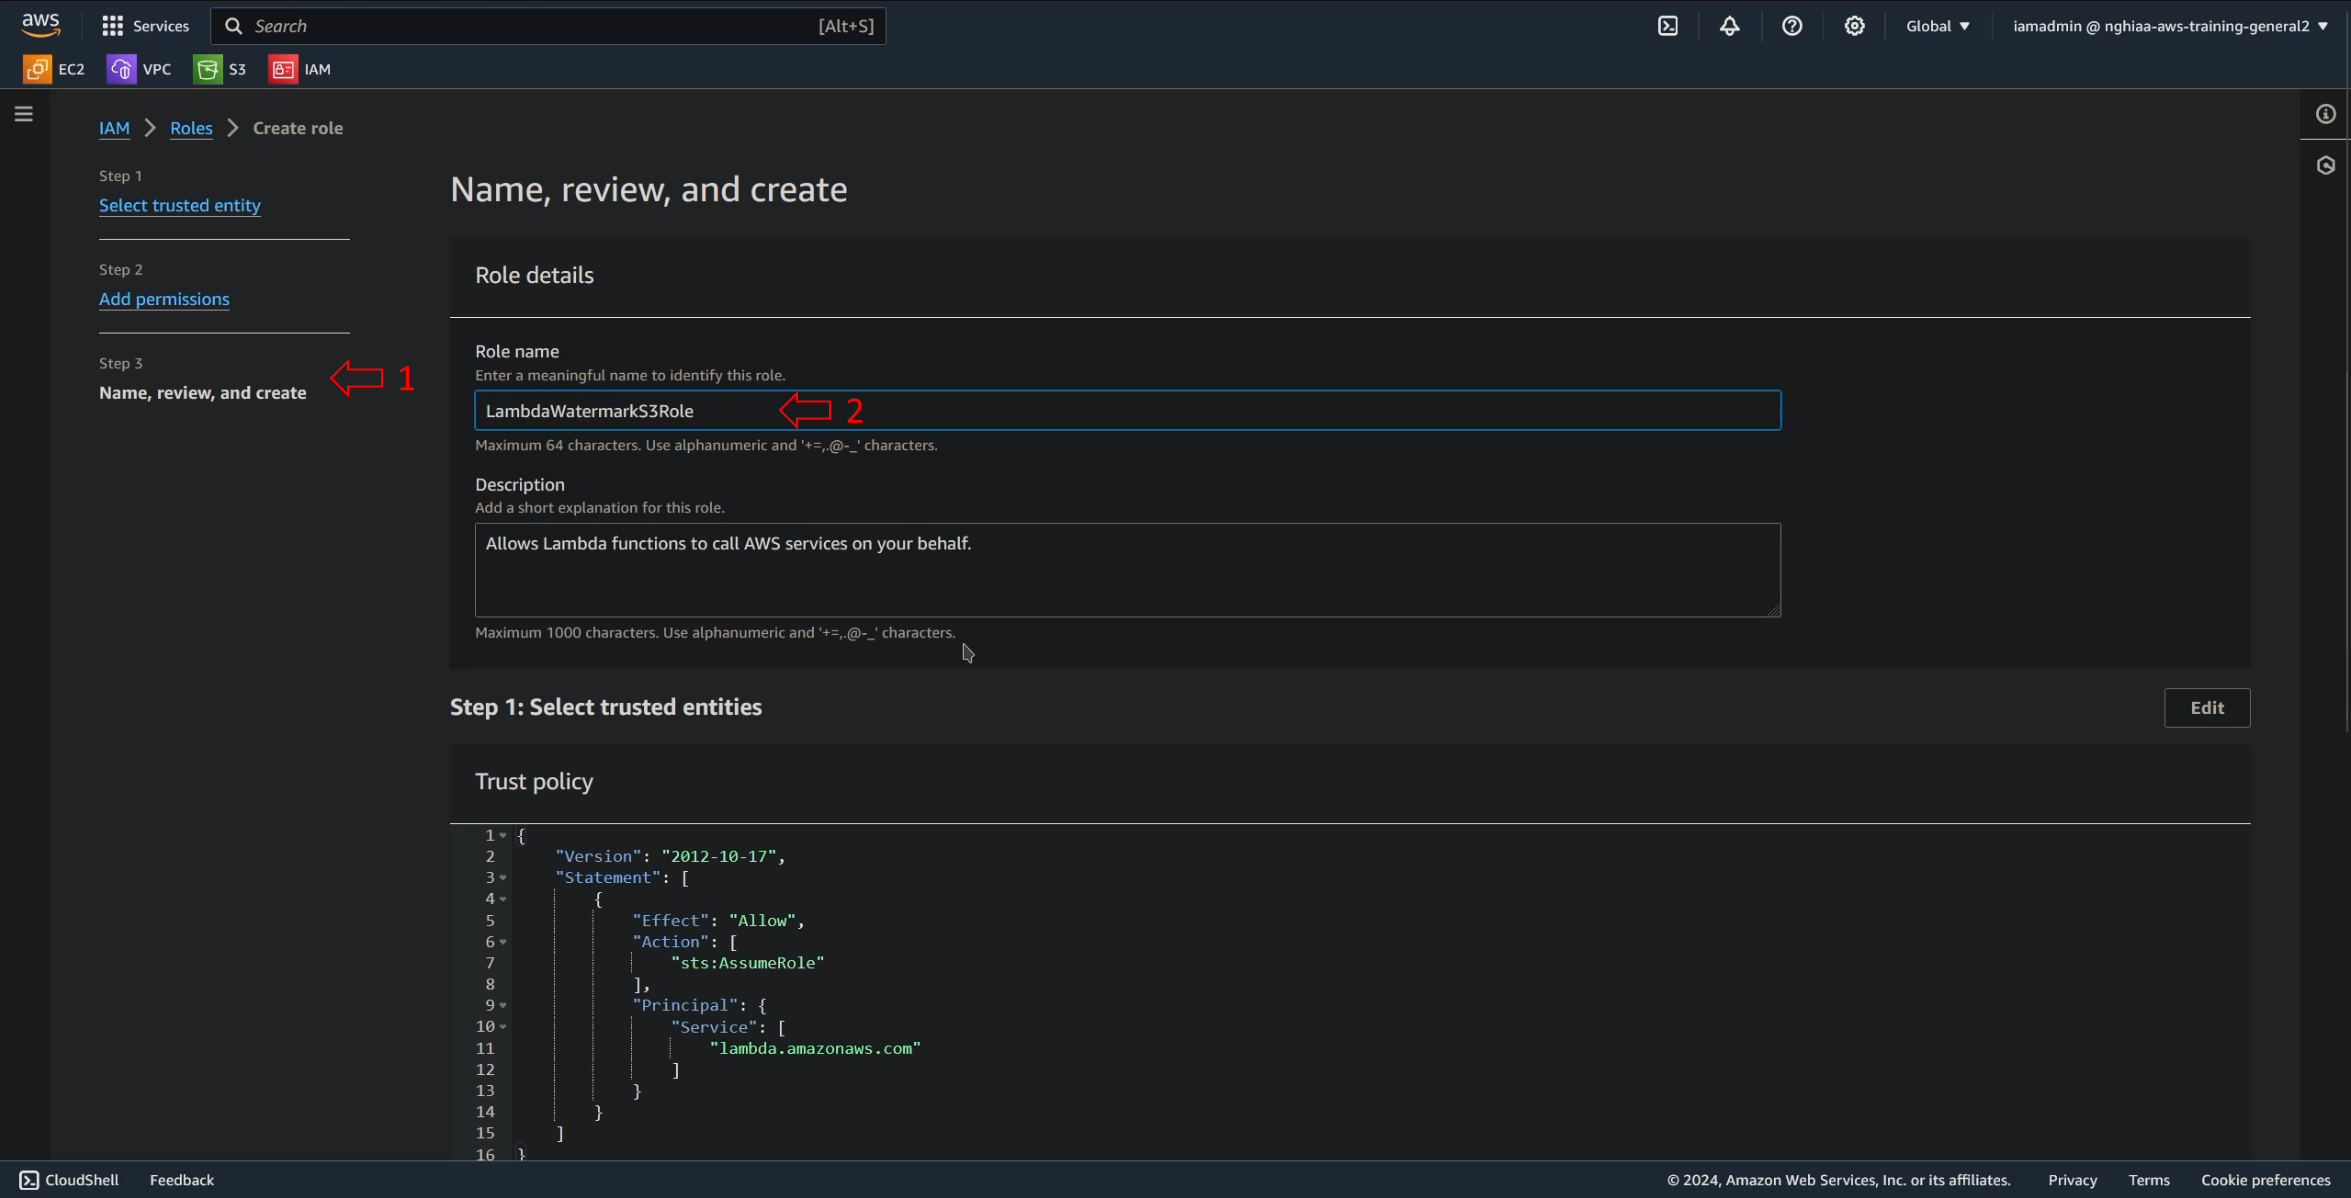 aws
Services
Search
[Alt+S]
Global
iamadmin @ nghiaa-aws-training-general2
EC2
VPC
S3
IAM
IAM
Roles
Create role
Step 1
Select trusted entity
Step 2
Add permissions
Step 3
Name, review, and create
1
Name, review, and create
Role details
Role name
Enter a meaningful name to identify this role.
LambdaWatermarkS3Role
2
Maximum 64 characters. Use alphanumeric and '+=,.@-_' characters.
Description
Add a short explanation for this role.
Allows Lambda functions to call AWS services on your behalf.
Maximum 1000 characters. Use alphanumeric and '+=,.@-_' characters.
Step 1: Select trusted entities
Edit
Trust policy
1 {
2 "Version": "2012-10-17",
3 "Statement": [
4 {
5 "Effect": "Allow",
6 "Action": [
7 "sts:AssumeRole"
8 ],
9 "Principal": {
10 "Service": [
11 "lambda.amazonaws.com"
12 ]
13 }
14 }
15 ]
16 }
CloudShell
Feedback
© 2024, Amazon Web Services, Inc. or its affiliates.
Privacy
Terms
Cookie preferences